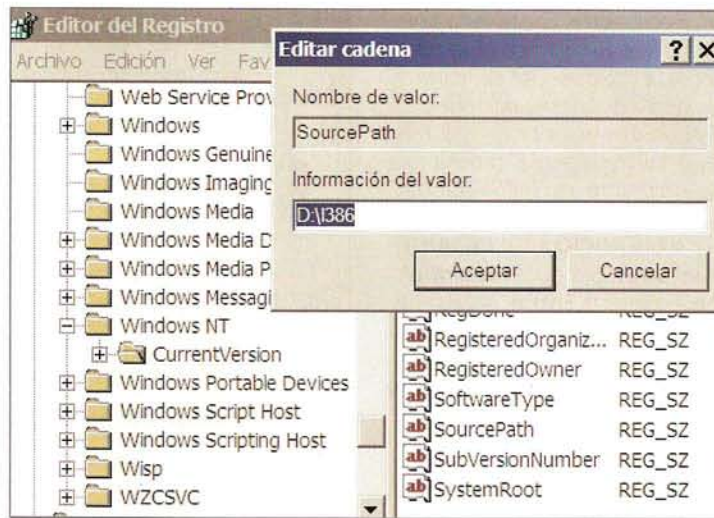 Editor del Registro
Archivo Edición Ver Fav
Web Service Prov
Windows
Windows Genuine
Windows Imaging
Windows Media
Windows Media D
Windows Media P
Windows Messagi
Windows NT
CurrentVersion
Windows Portable Devices
Windows Script Host
Windows Scripting Host
Wisp
WZCSVC
Editar cadena
Nombre de valor:
SourcePath
Información del valor:
D:\I386
Aceptar Cancelar
RegDone REG_SZ
RegisteredOrganiz... REG_SZ
RegisteredOwner REG_SZ
SoftwareType REG_SZ
SourcePath REG_SZ
SubVersionNumber REG_SZ
SystemRoot REG_SZ